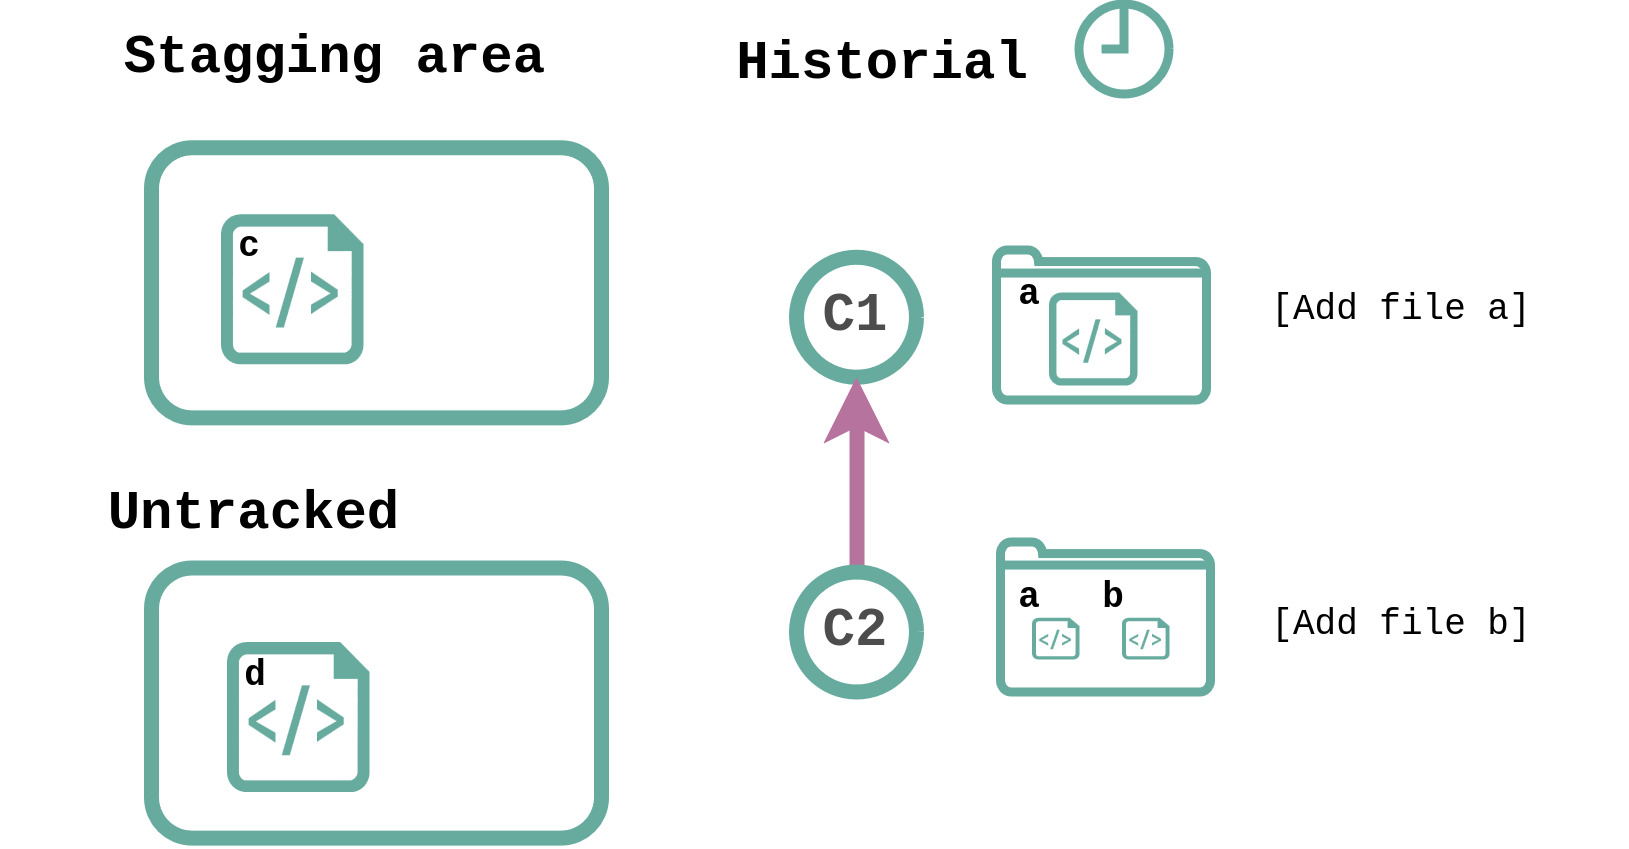 Stagging area
Historial
c
</>
C1
a
</>
[Add file a]
Untracked
d
</>
C2
a b
</> </>
[Add file b]